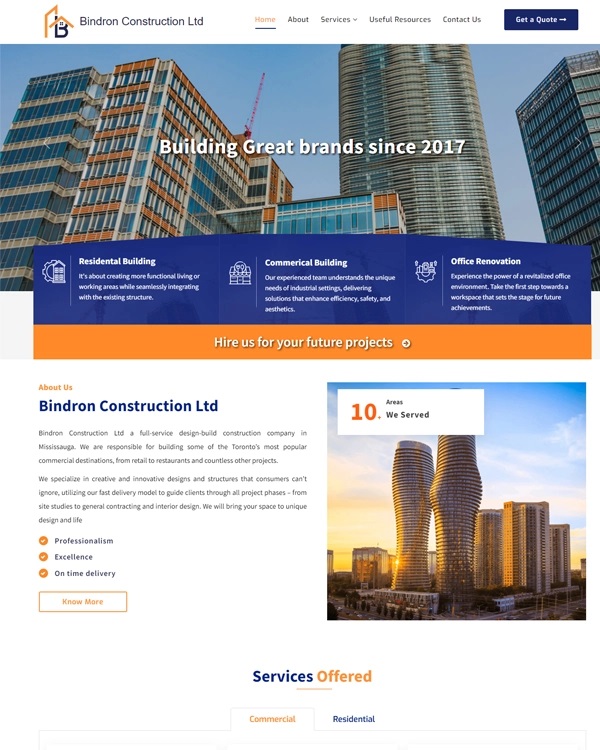 Bindron Construction Ltd
Home About Services Useful Resources Contact Us Get a Quote
Building Great brands since 2017
Residental Building
It's about creating more functional living or
working areas while seamlessly integrating
with the existing structure.
Commerical Building
Our experienced team understands the unique
needs of industrial settings, delivering
solutions that enhance efficiency, safety, and
aesthetics.
Office Renovation
Experience the power of a revitalized office
environment. Take the first step towards a
workspace that sets the stage for future
achievements.
Hire us for your future projects
About Us
Bindron Construction Ltd
Bindron Construction Ltd a full-service design-build construction company in
Mississauga. We are responsible for building some of the Toronto's most popular
commercial destinations, from retail to restaurants and countless other projects.
We specialize in creative and innovative designs and structures that consumers can't
ignore, utilizing our fast delivery model to guide clients through all project phases – from
site studies to general contracting and interior design. We will bring your space to unique
design and life
Professionalism
Excellence
On time delivery
Know More
10.
Areas
We Served
Services Offered
Commercial Residential